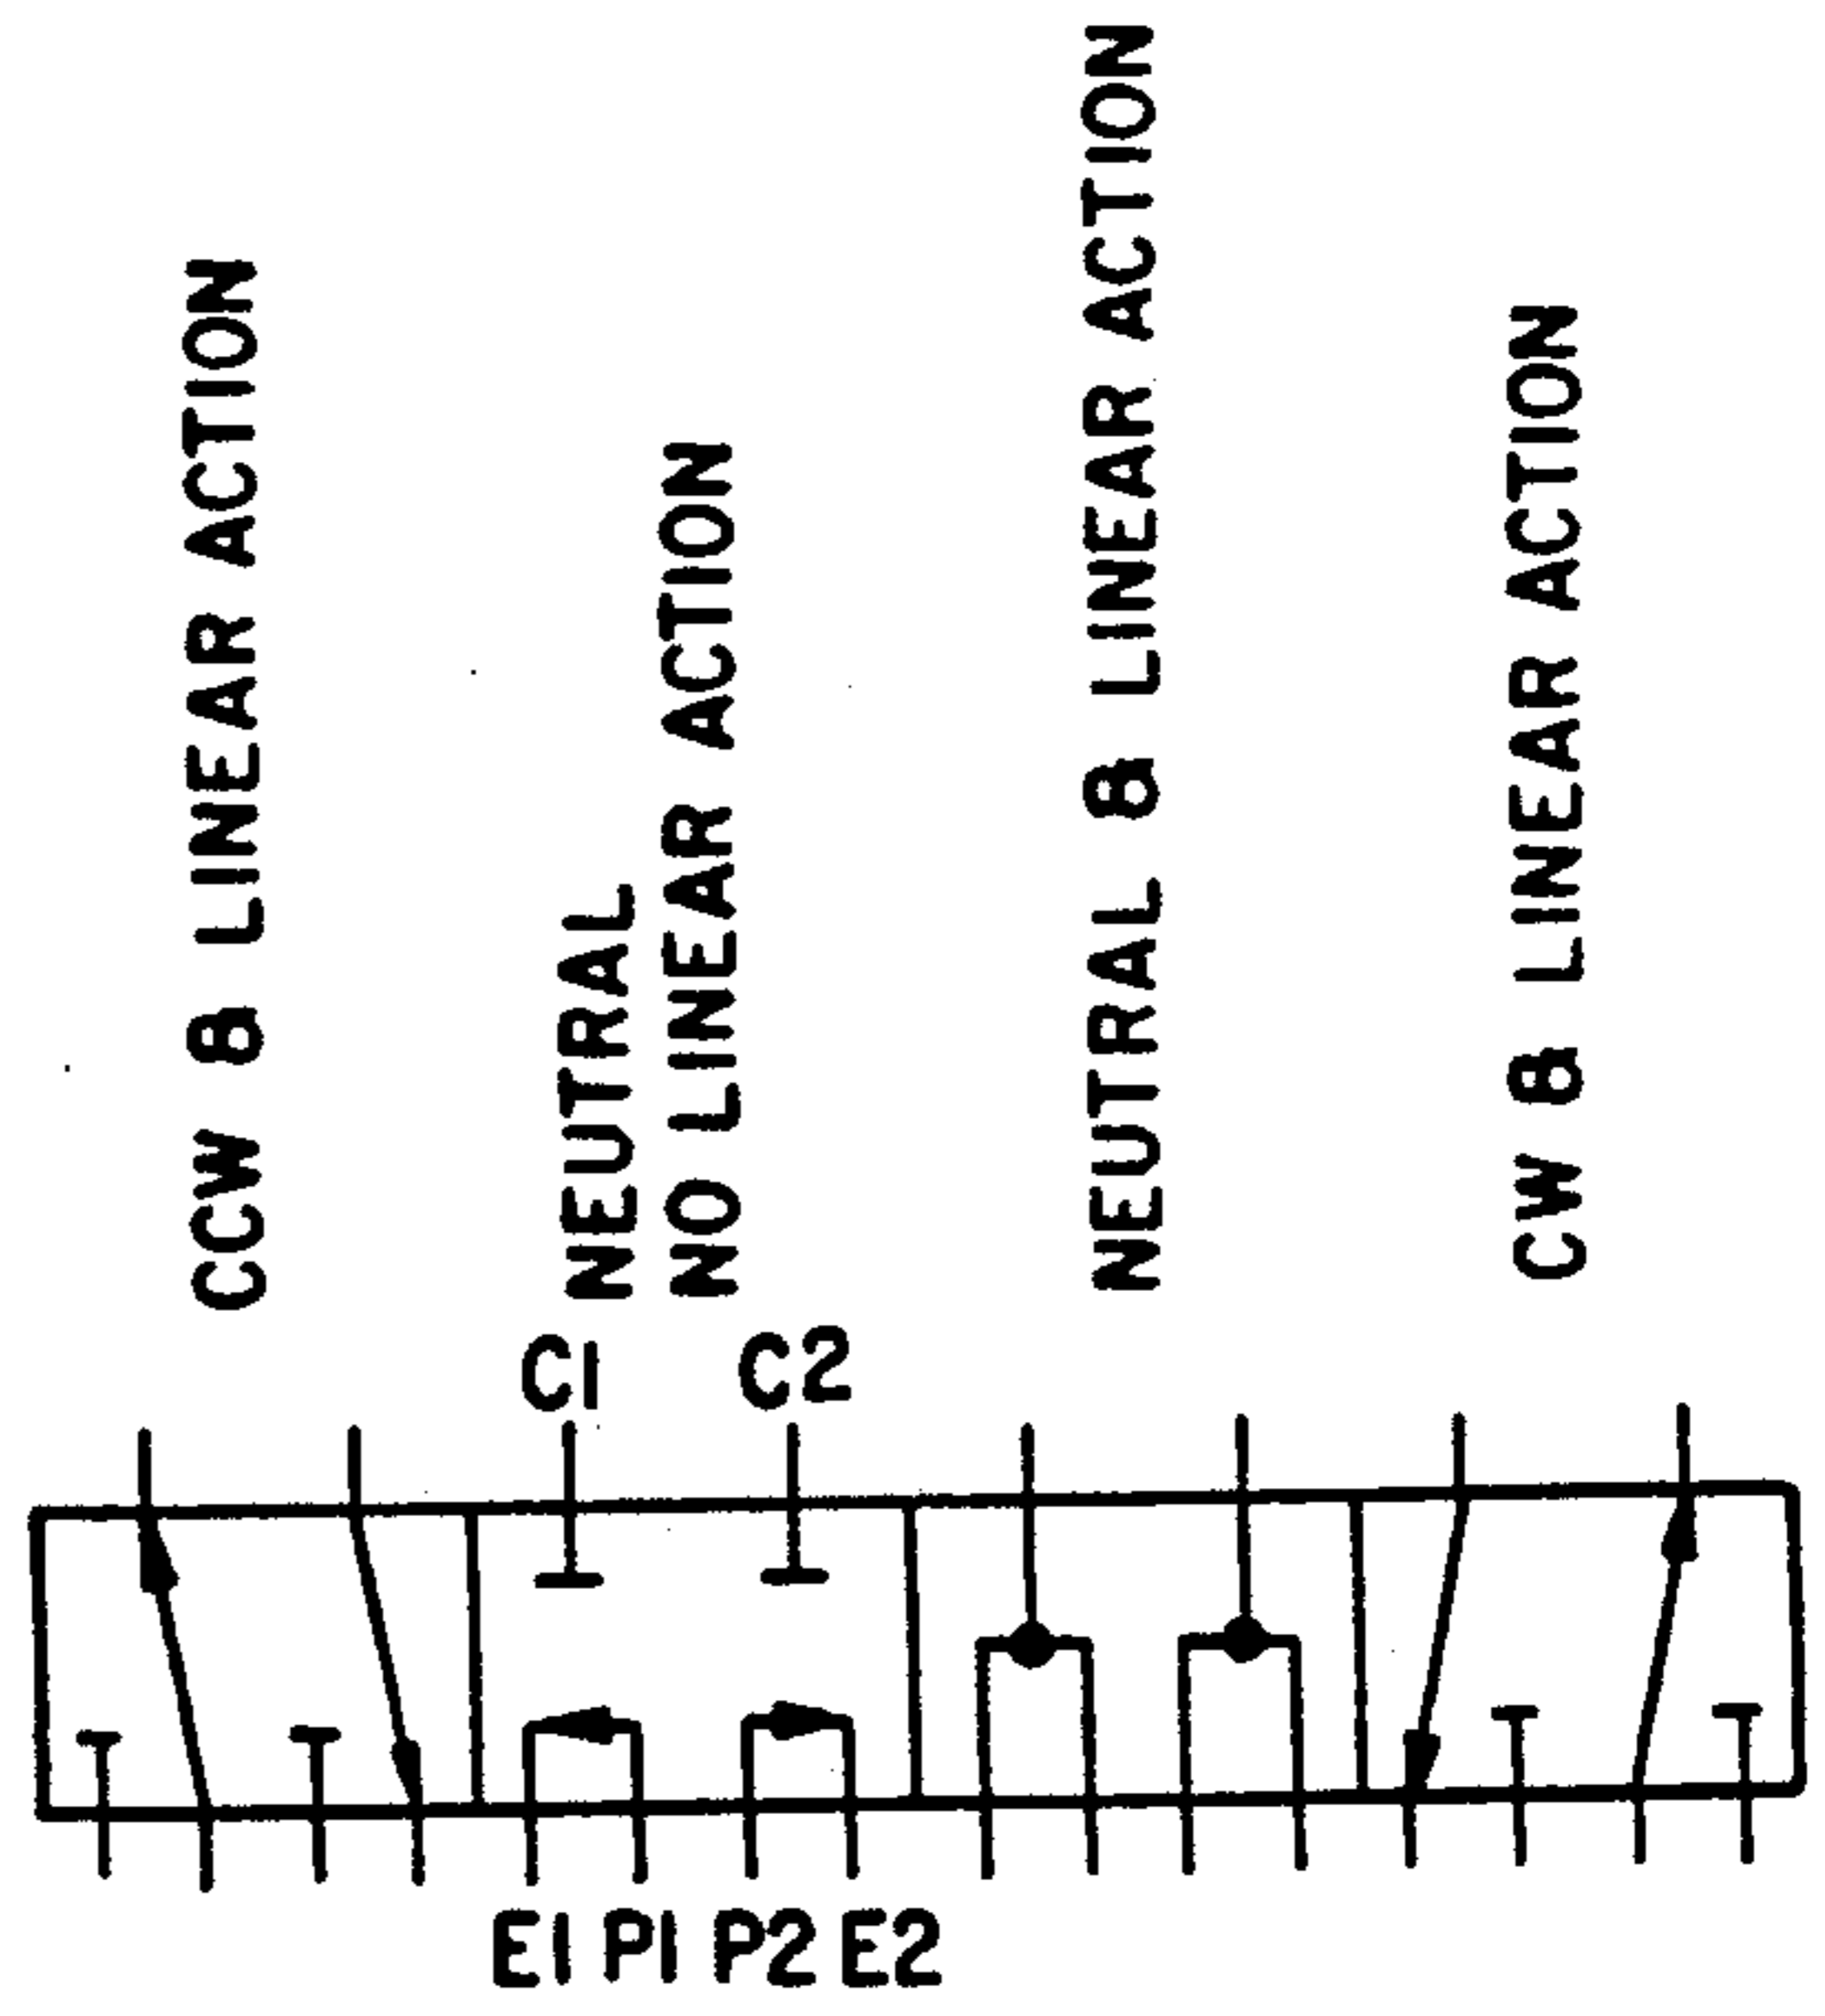 CCW & LINEAR ACTION
NEUTRAL
NO LINEAR ACTION
NEUTRAL & LINEAR ACTION
CW & LINEAR ACTION
C1 C2
E1 P1 P2 E2